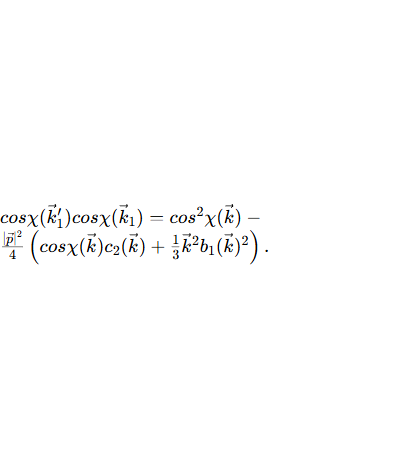 cosχ(k⃗′₁)cosχ(k⃗₁) = cos²χ(k⃗) −
|p⃗|²/4 (cosχ(k⃗)c₂(k⃗) + 1/3 k⃗²b₁(k⃗)²).